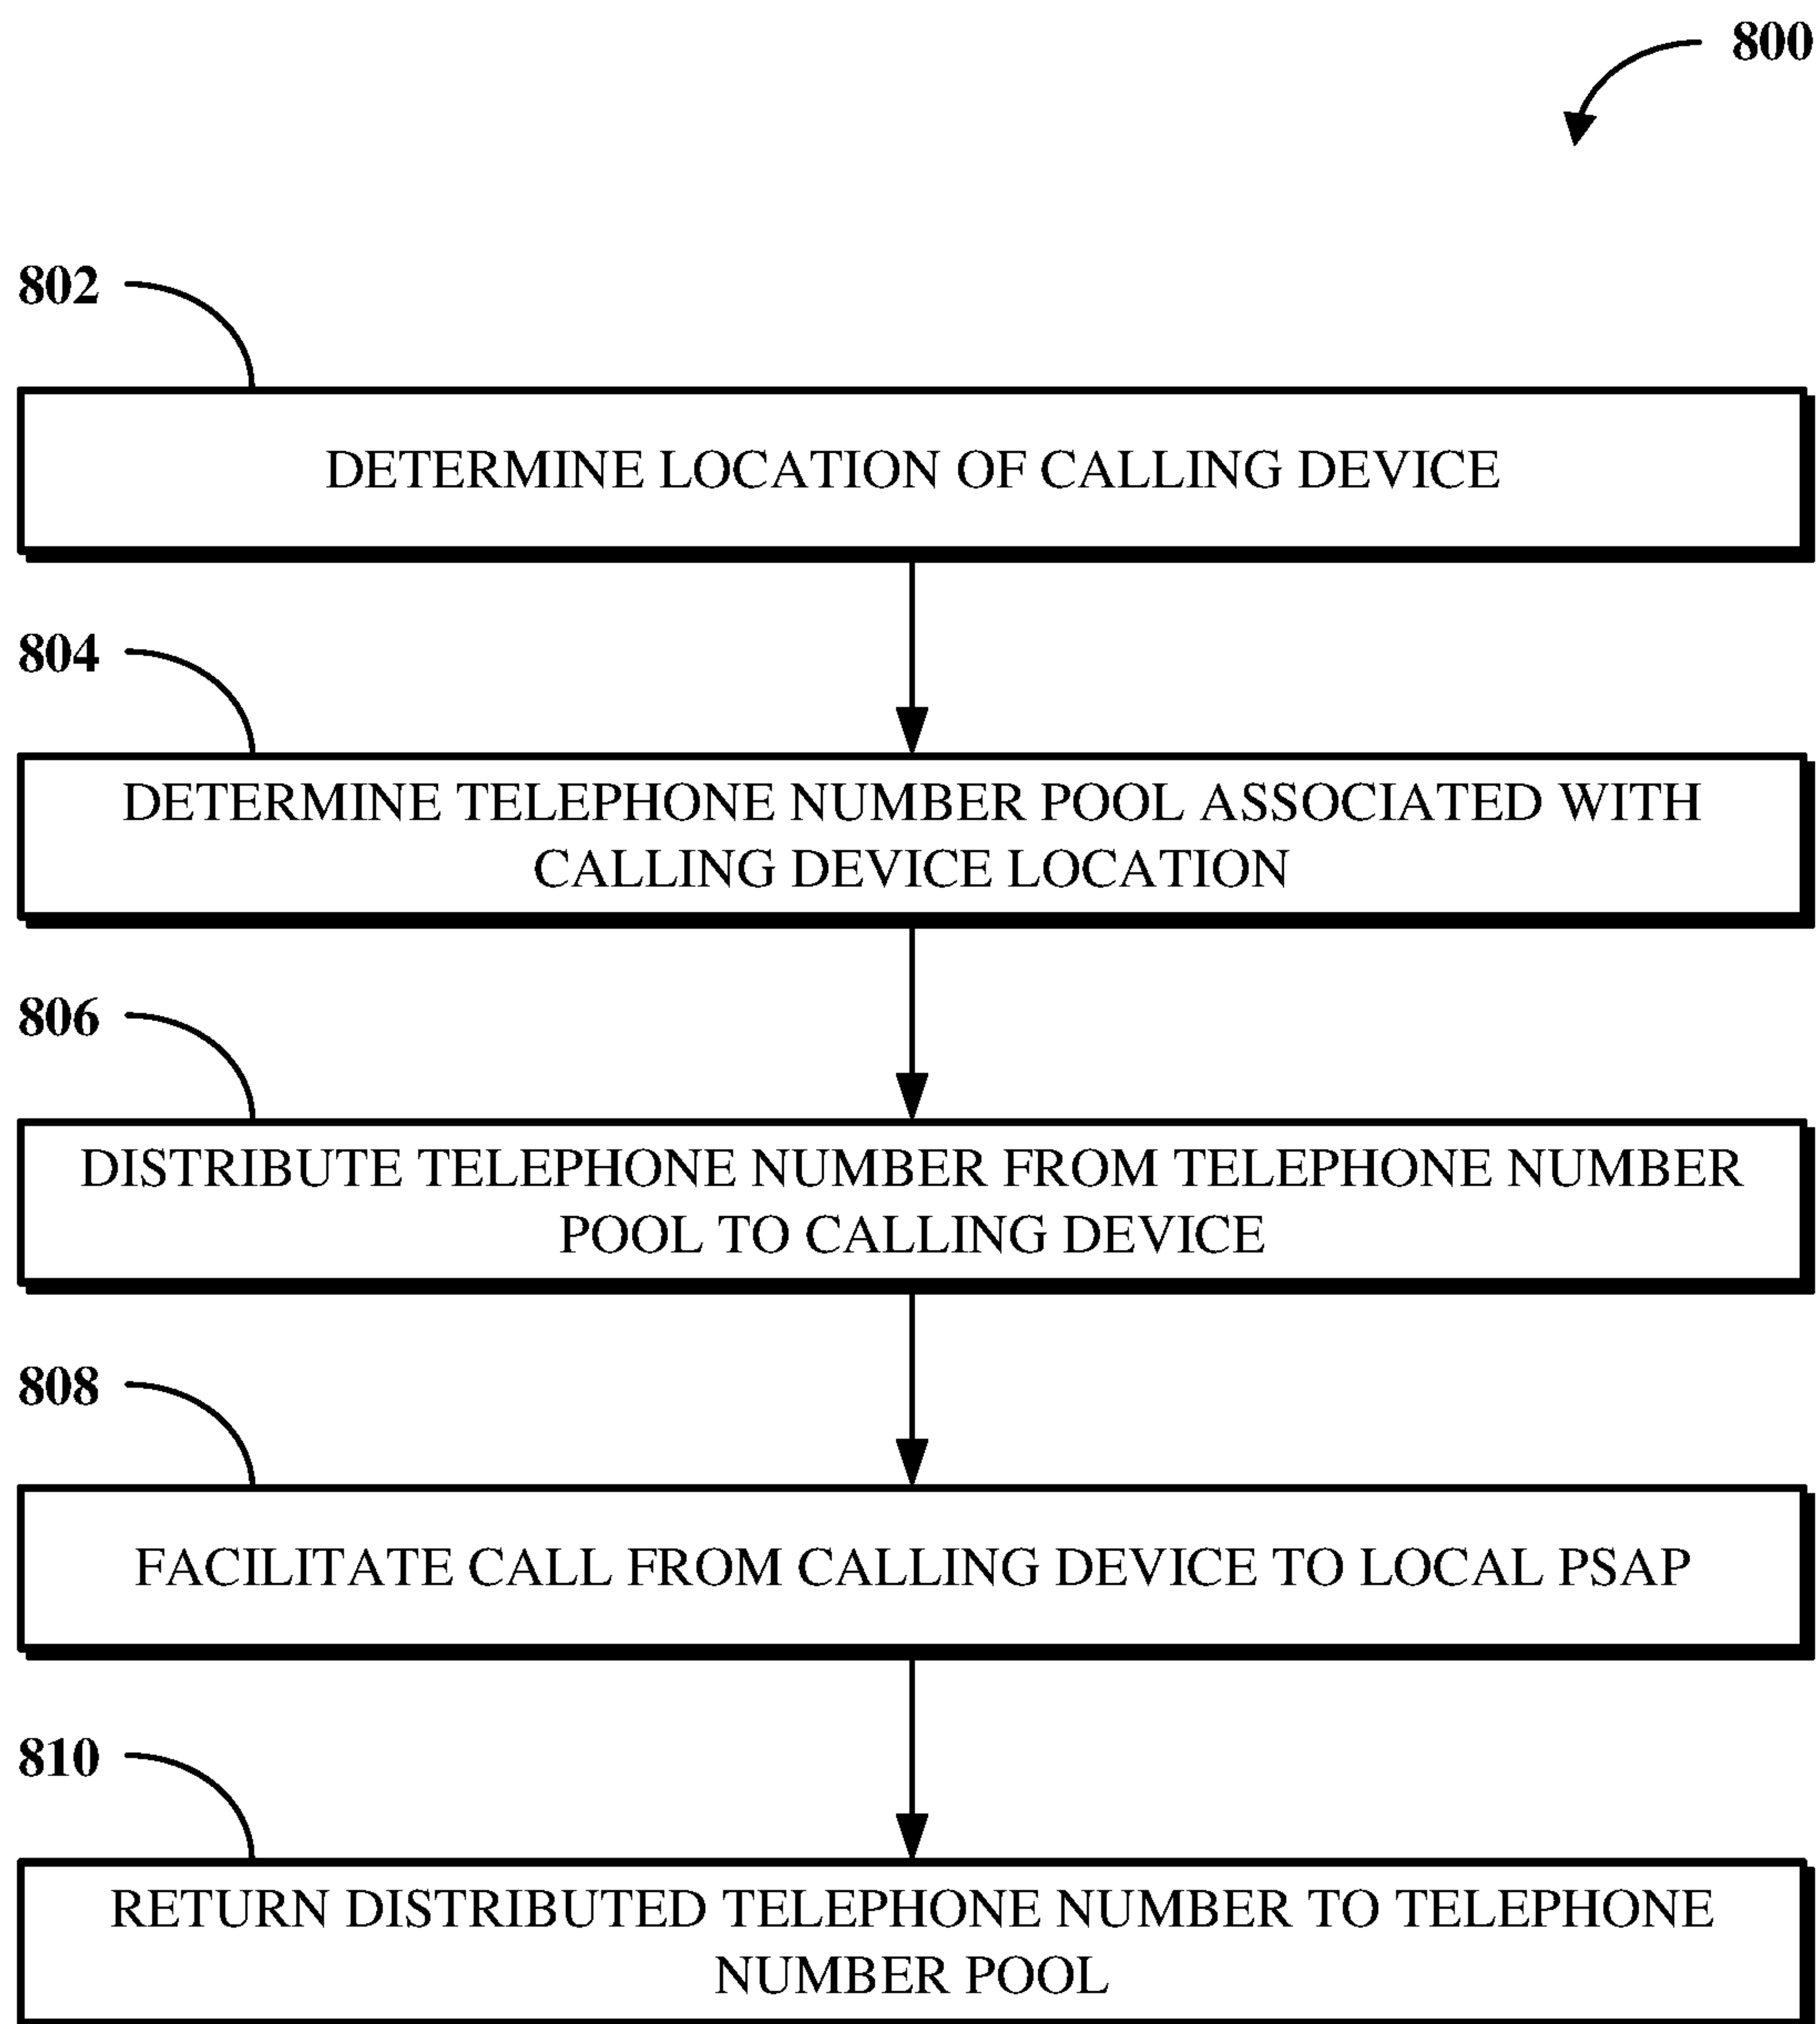 800
802
DETERMINE LOCATION OF CALLING DEVICE
804
DETERMINE TELEPHONE NUMBER POOL ASSOCIATED WITH
CALLING DEVICE LOCATION
806
DISTRIBUTE TELEPHONE NUMBER FROM TELEPHONE NUMBER
POOL TO CALLING DEVICE
808
FACILITATE CALL FROM CALLING DEVICE TO LOCAL PSAP
810
RETURN DISTRIBUTED TELEPHONE NUMBER TO TELEPHONE
NUMBER POOL